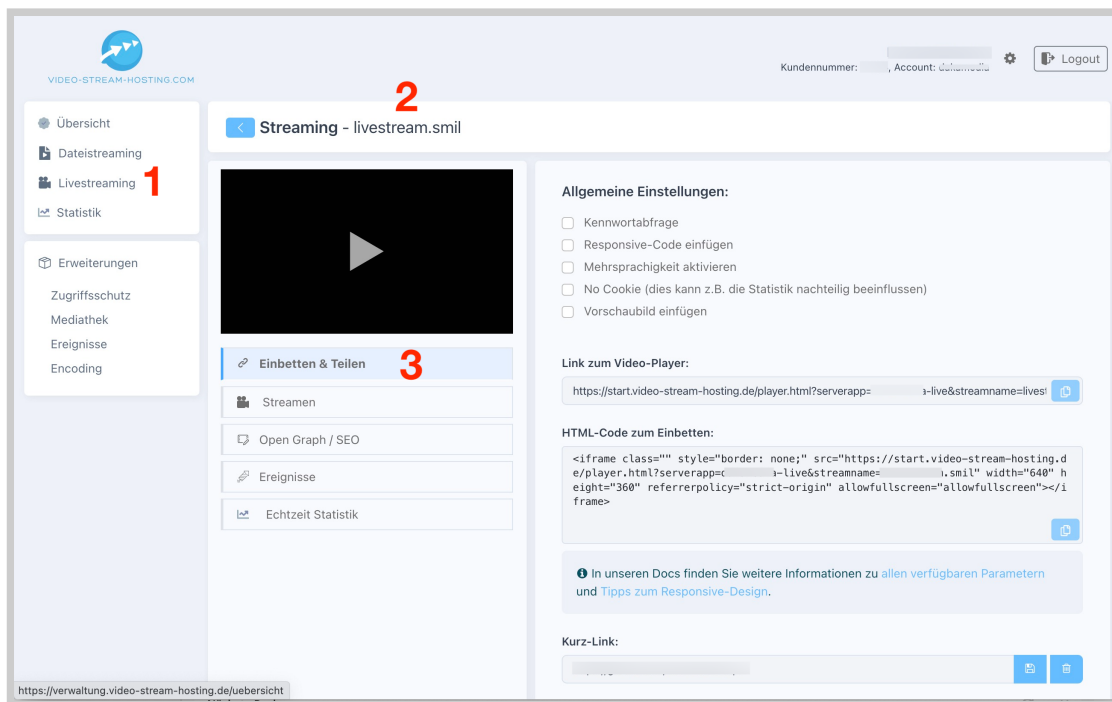 VIDEO-STREAM-HOSTING.COM
Kundennummer: , Account:
Logout
Übersicht
Dateistreaming
Livestreaming
1
Statistik
Erweiterungen
Zugriffsschutz
Mediathek
Ereignisse
Encoding
2
Streaming - livestream.smil
Einbetten & Teilen
3
Streamen
Open Graph / SEO
Ereignisse
Echtzeit Statistik
Allgemeine Einstellungen:
Kennwortabfrage
Responsive-Code einfügen
Mehrsprachigkeit aktivieren
No Cookie (dies kann z.B. die Statistik nachteilig beeinflussen)
Vorschaubild einfügen
Link zum Video-Player:
https://start.video-stream-hosting.de/player.html?serverapp= a-live&streamname=livest
HTML-Code zum Einbetten:
<iframe class="" style="border: none;" src="https://start.video-stream-hosting.d
e/player.html?serverapp= a-live&streamname= .smil" width="640" h
eight="360" referrerpolicy="strict-origin" allowfullscreen="allowfullscreen"></i
frame>
In unseren Docs finden Sie weitere Informationen zu allen verfügbaren Parametern
und Tipps zum Responsive-Design.
Kurz-Link:
https://verwaltung.video-stream-hosting.de/uebersicht